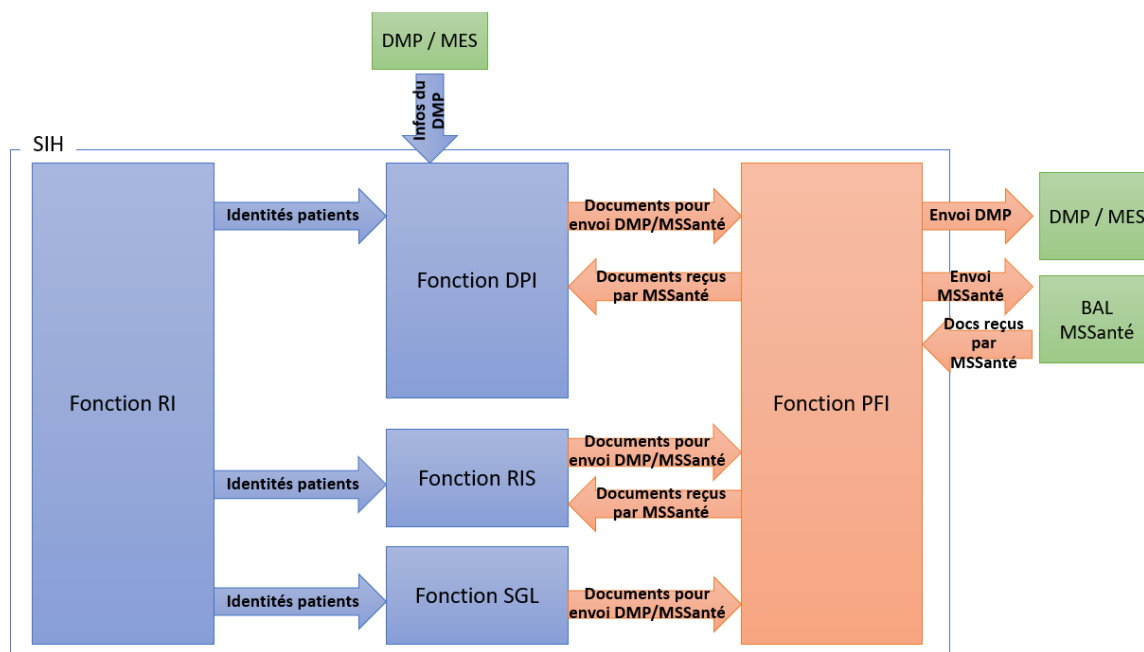 DMP / MES
Infos du
DMP
SIH
Fonction RI
Identités patients
Fonction DPI
Documents pour
envoi DMP/MSSanté
Documents reçus
par MSSanté
Fonction PFI
Envoi DMP
DMP / MES
Envoi
MSSanté
BAL
MSSanté
Docs reçus
par
MSSanté
Identités patients
Fonction RIS
Documents pour
envoi DMP/MSSanté
Documents reçus
par MSSanté
Identités patients
Fonction SGL
Documents pour
envoi DMP/MSSanté